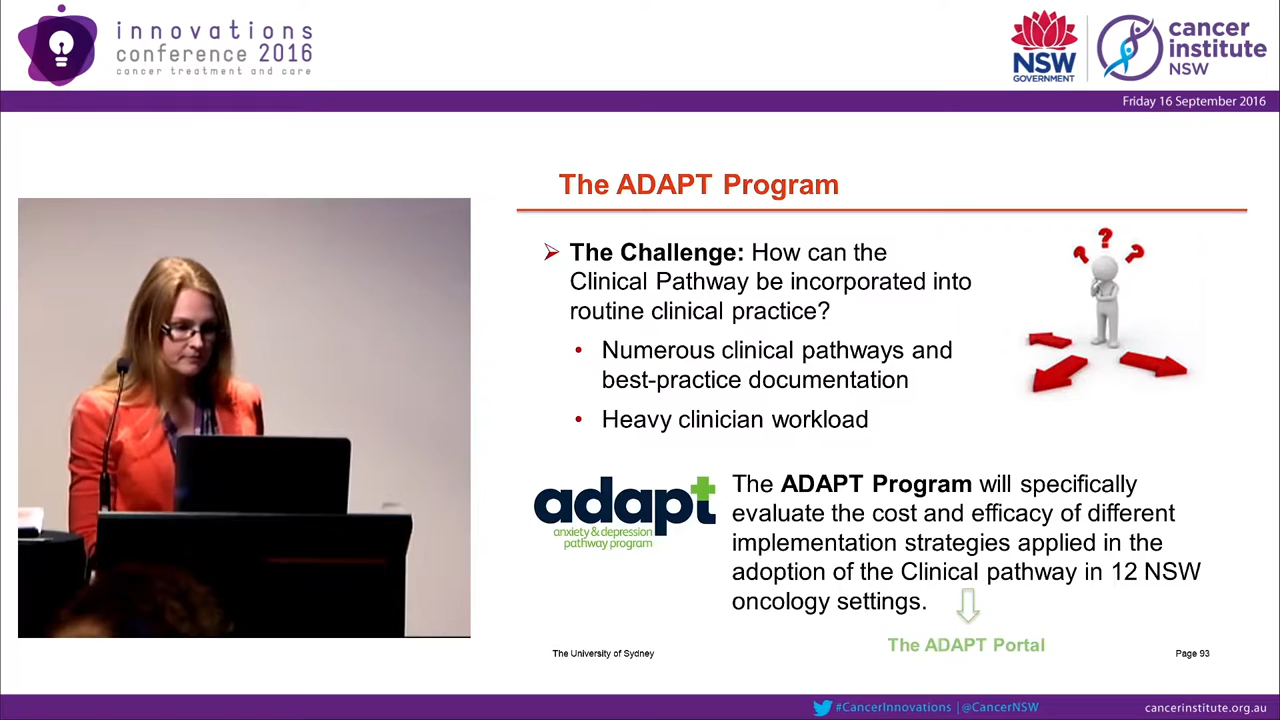 innovations
conference 2016
cancer treatment and care
NSW
GOVERNMENT
cancer
institute
NSW
Friday 16 September 2016
The ADAPT Program
The Challenge: How can the
Clinical Pathway be incorporated into
routine clinical practice?
• Numerous clinical pathways and
best-practice documentation
• Heavy clinician workload
adapt
anxiety & depression
pathway program
The ADAPT Program will specifically
evaluate the cost and efficacy of different
implementation strategies applied in the
adoption of the Clinical pathway in 12 NSW
oncology settings.
The ADAPT Portal
The University of Sydney
Page 93
#CancerInnovations | @CancerNSW
cancerinstitute.org.au